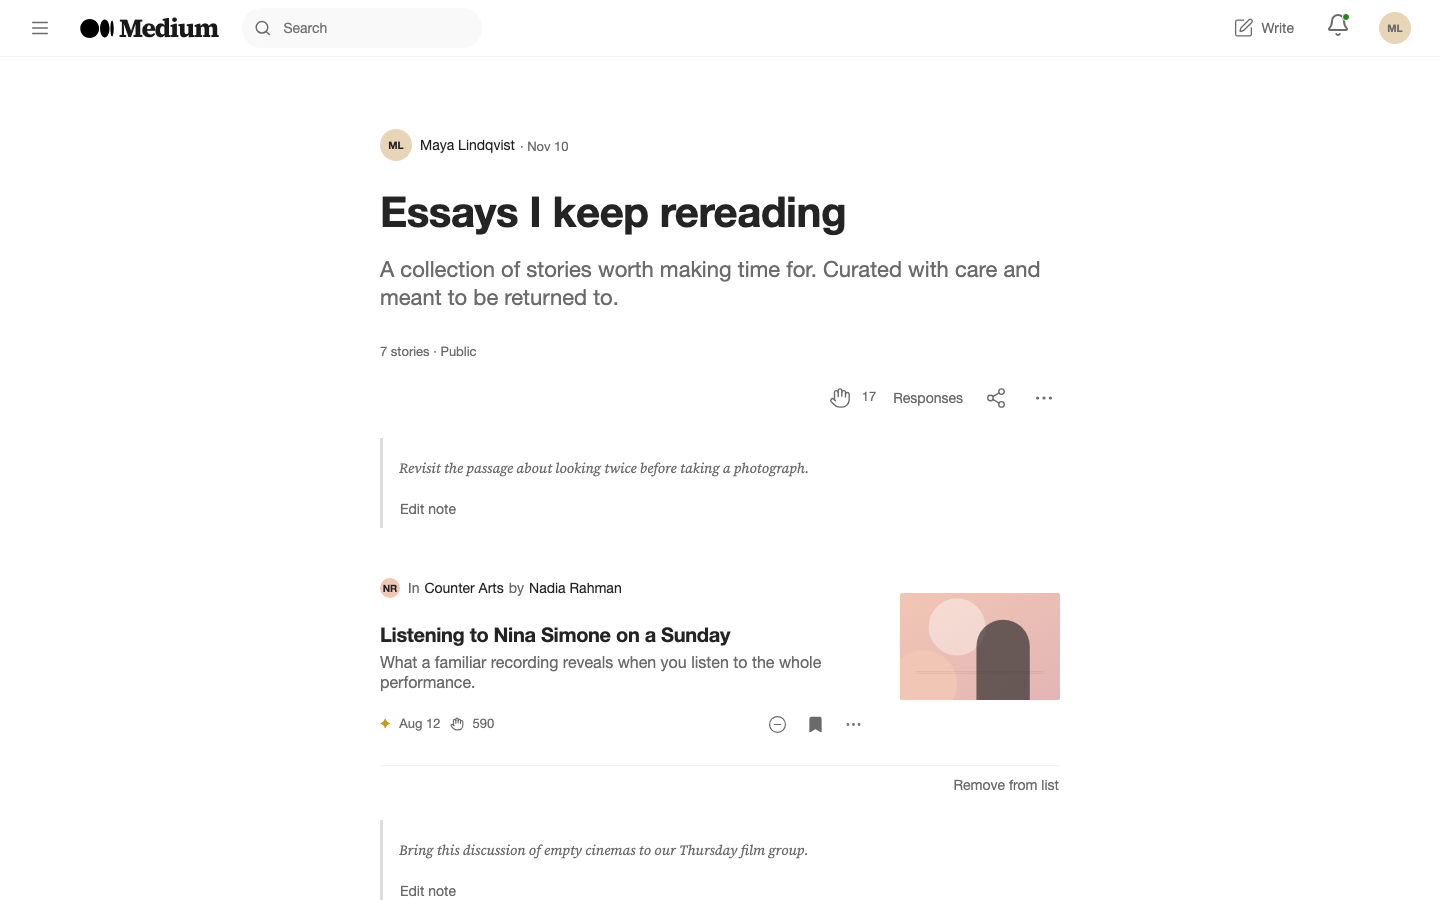 Medium
Search
Write
ML
ML
Maya Lindqvist · Nov 10
Essays I keep rereading
A collection of stories worth making time for. Curated with care and
meant to be returned to.
7 stories · Public
17
Responses
Revisit the passage about looking twice before taking a photograph.
Edit note
NR
In Counter Arts by Nadia Rahman
Listening to Nina Simone on a Sunday
What a familiar recording reveals when you listen to the whole
performance.
Aug 12
590
Remove from list
Bring this discussion of empty cinemas to our Thursday film group.
Edit note